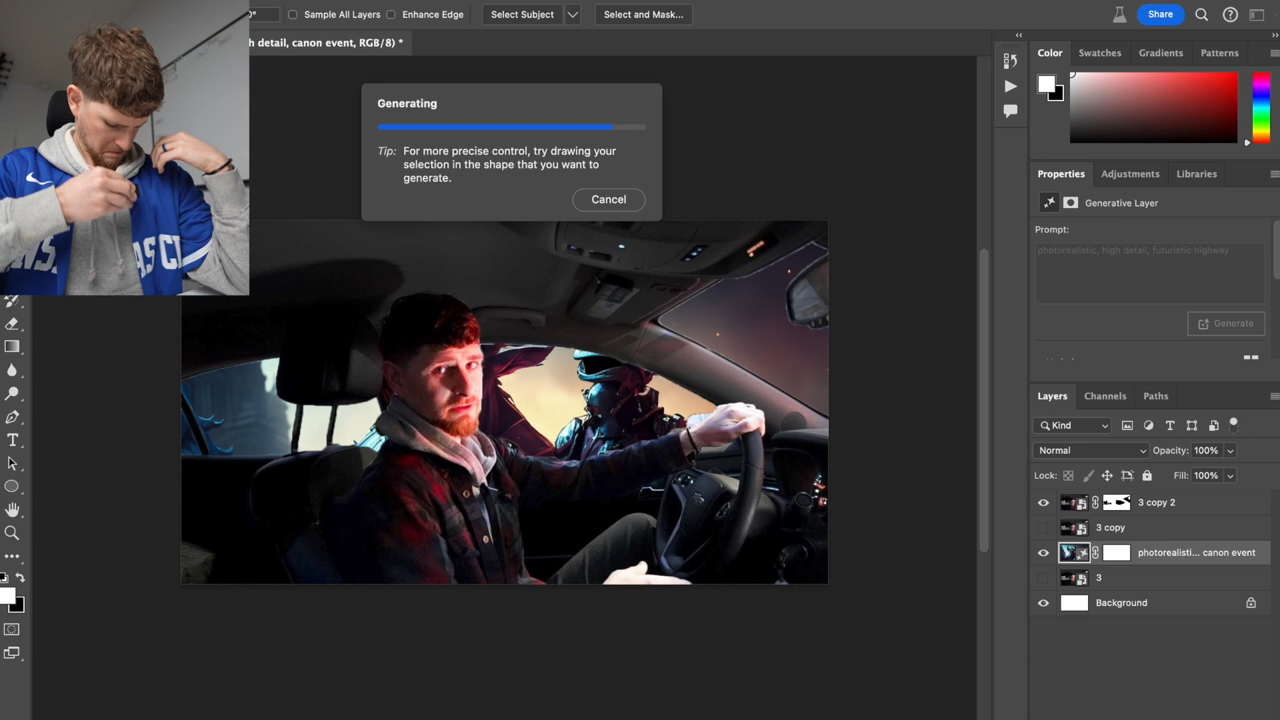 0°
Sample All Layers
Enhance Edge
Select Subject
Select and Mask...
Share
h detail, canon event, RGB/8) *
Generating
Tip: For more precise control, try drawing your
selection in the shape that you want to
generate.
Cancel
Color
Swatches
Gradients
Patterns
Properties
Adjustments
Libraries
Generative Layer
Prompt:
photorealistic, high detail, futuristic highway
Generate
Layers
Channels
Paths
Kind
Normal
Opacity: 100%
Lock:
Fill: 100%
3 copy 2
3 copy
photorealisti... canon event
3
Background